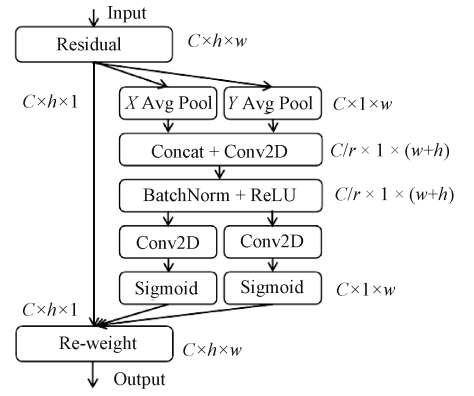 Input
Residual
C×h×w
C×h×1
X Avg Pool
Y Avg Pool
C×1×w
Concat + Conv2D
C/r × 1 × (w+h)
BatchNorm + ReLU
C/r × 1 × (w+h)
Conv2D
Conv2D
Sigmoid
Sigmoid
C×1×w
C×h×1
Re-weight
C×h×w
Output